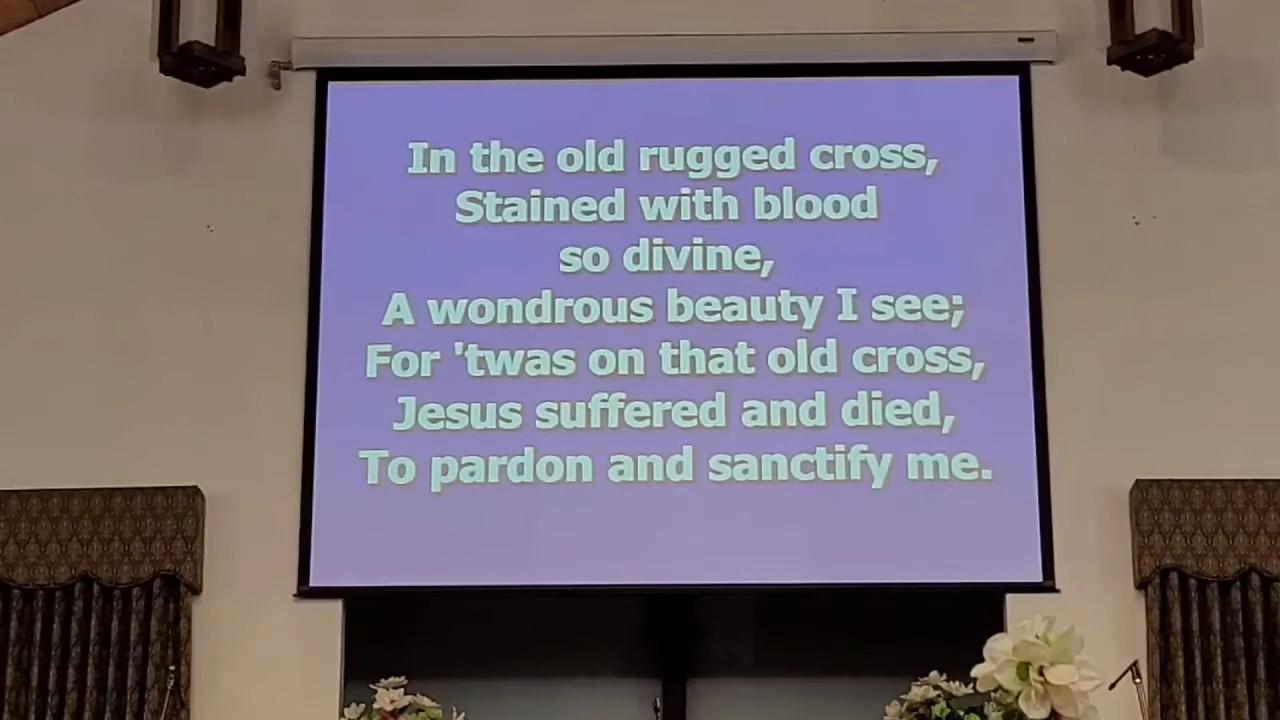 In the old rugged cross,
Stained with blood
so divine,
A wondrous beauty I see;
For 'twas on that old cross,
Jesus suffered and died,
To pardon and sanctify me.